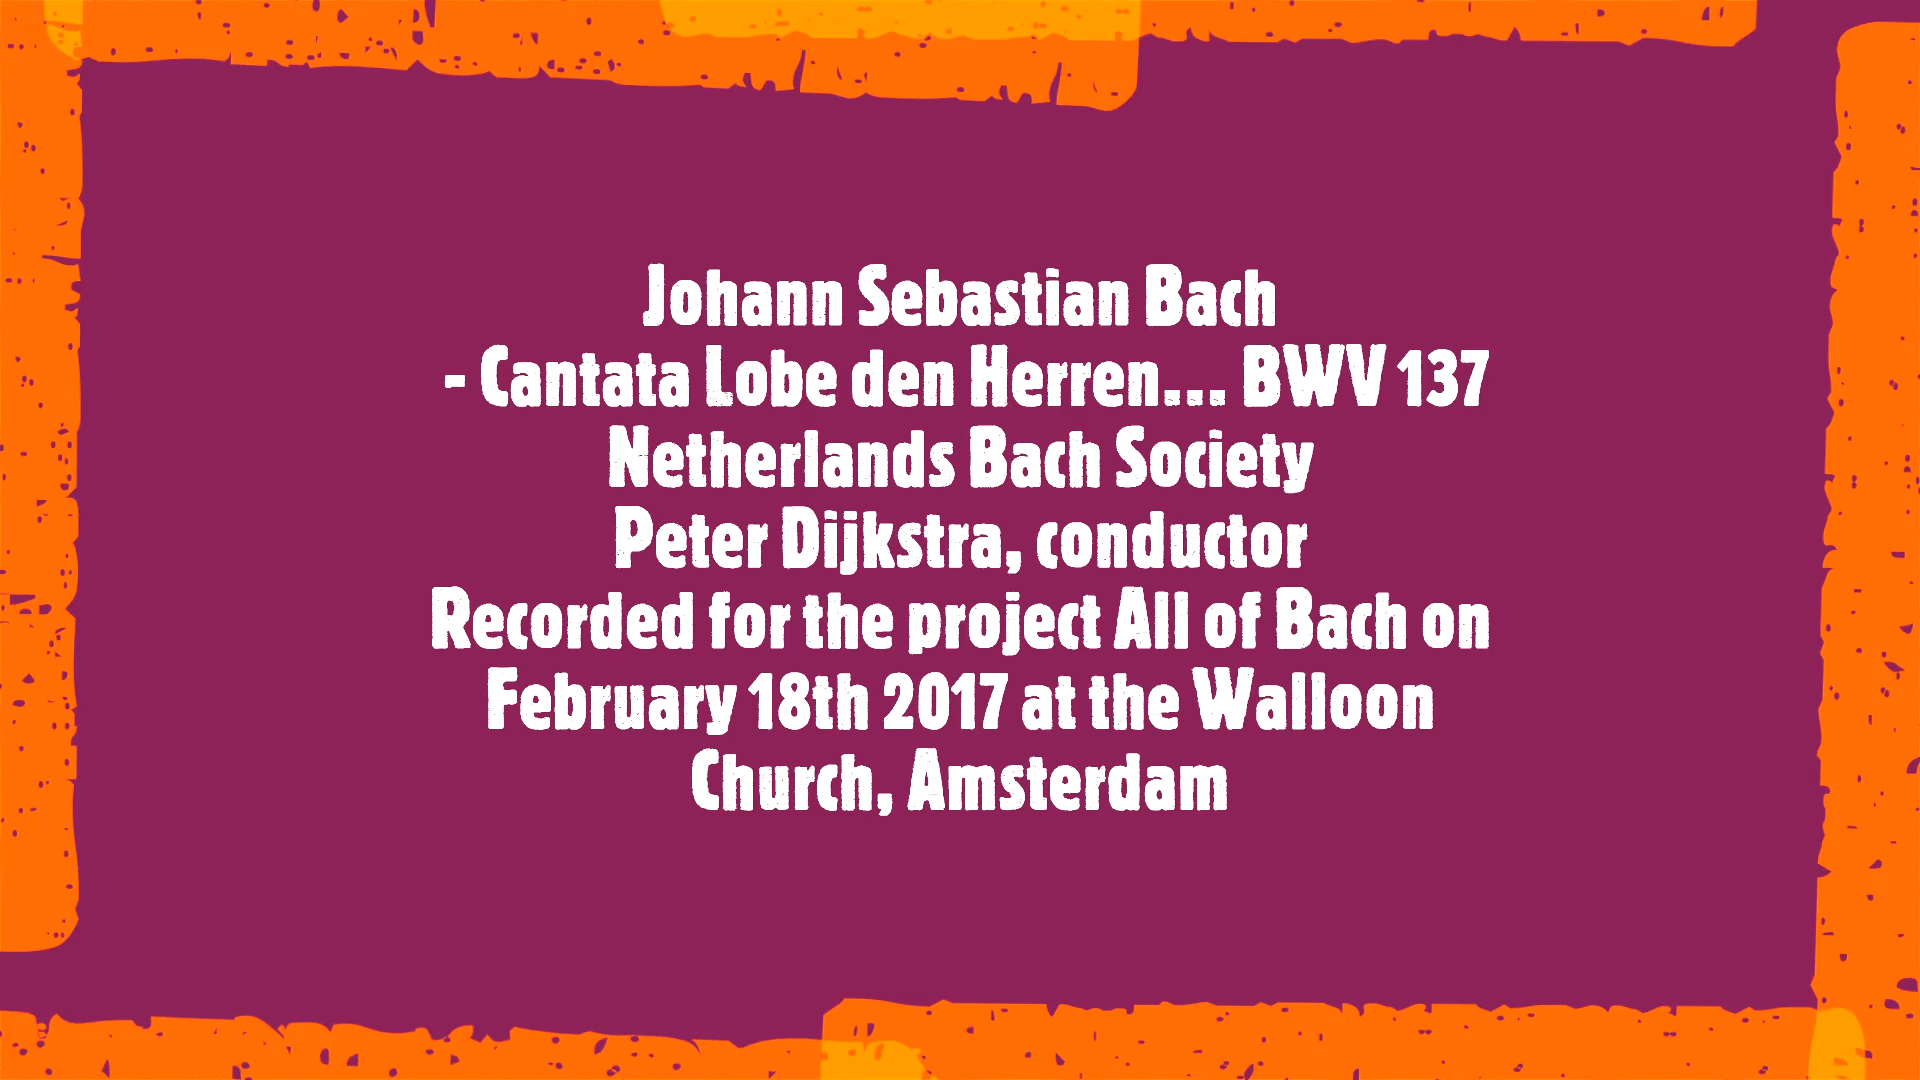 Johann Sebastian Bach
- Cantata Lobe den Herren... BWV 137
Netherlands Bach Society
Peter Dijkstra, conductor
Recorded for the project All of Bach on
February 18th 2017 at the Walloon
Church, Amsterdam